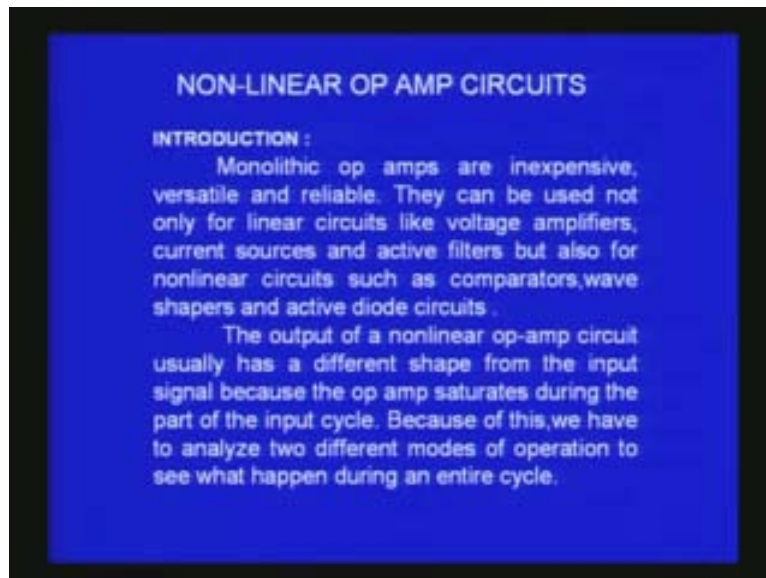 NON-LINEAR OP AMP CIRCUITS
INTRODUCTION :
Monolithic op amps are inexpensive,
versatile and reliable. They can be used not
only for linear circuits like voltage amplifiers,
current sources and active filters but also for
nonlinear circuits such as comparators,wave
shapers and active diode circuits .
The output of a nonlinear op-amp circuit
usually has a different shape from the input
signal because the op amp saturates during the
part of the input cycle. Because of this,we have
to analyze two different modes of operation to
see what happen during an entire cycle.